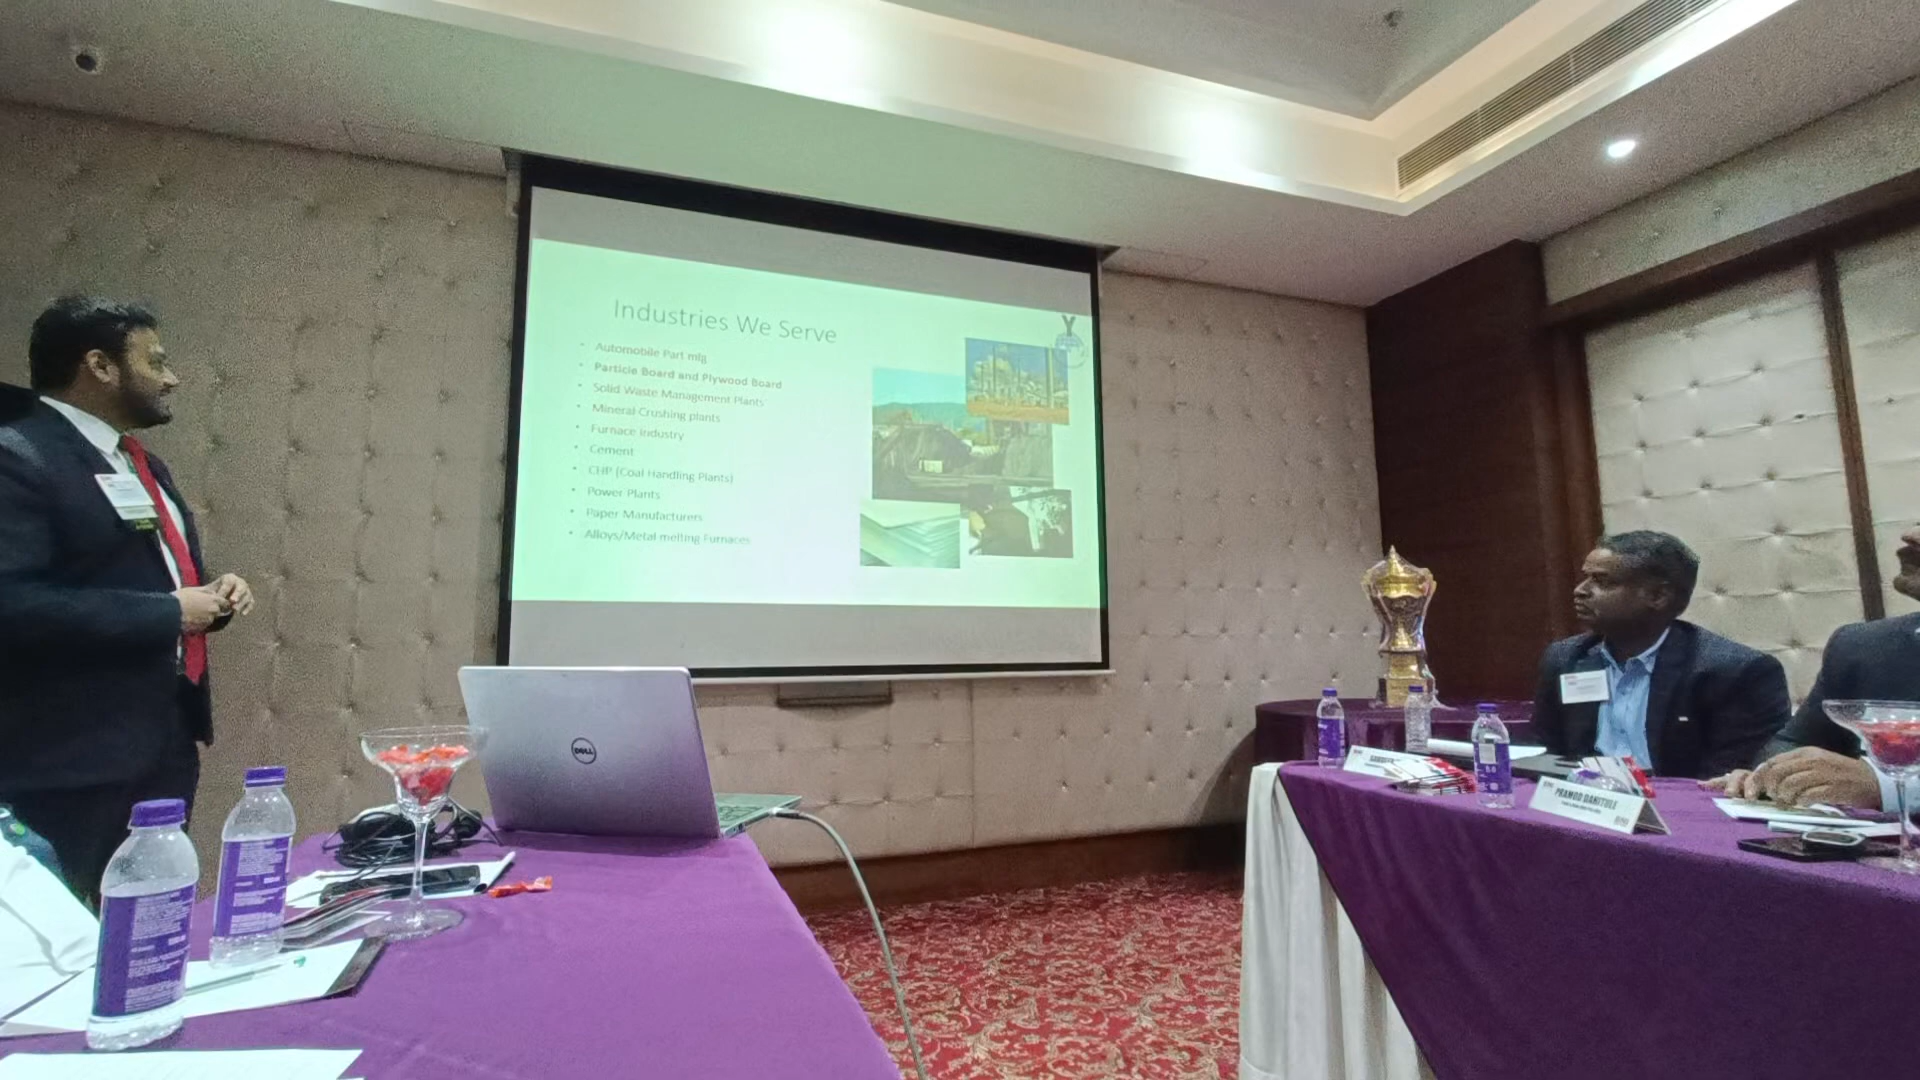 Industries We Serve
• Automobile Part mfg
• Particle Board and Plywood Board
• Solid Waste Management Plants
• Mineral Crushing plants
• Furnace Industry
• Cement
• CHP (Coal Handling Plants)
• Power Plants
• Paper Manufacturers
• Alloys/Metal melting Furnaces
DELL
PRAMOD DAHITULE